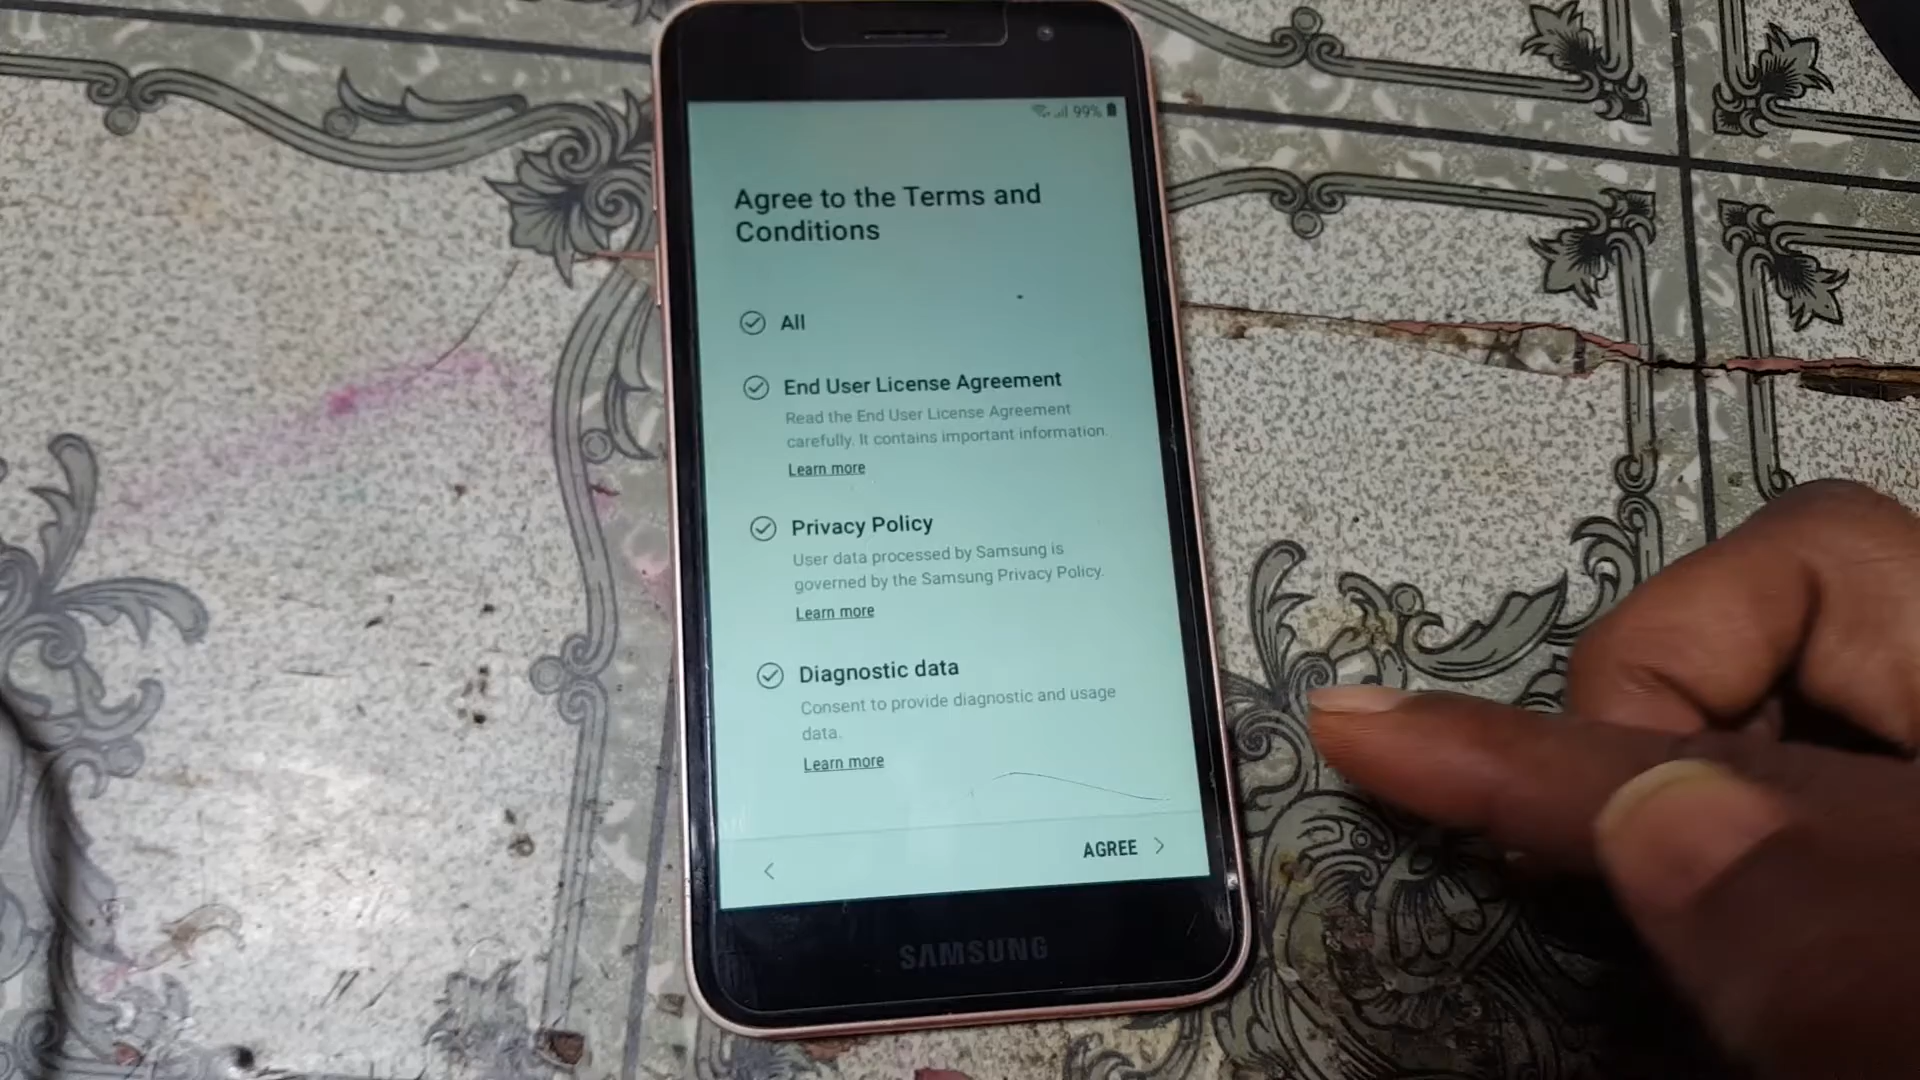 99%
Agree to the Terms and
Conditions
All
End User License Agreement
Read the End User License Agreement
carefully. It contains important information.
Learn more
Privacy Policy
User data processed by Samsung is
governed by the Samsung Privacy Policy.
Learn more
Diagnostic data
Consent to provide diagnostic and usage
data.
Learn more
AGREE
SAMSUNG